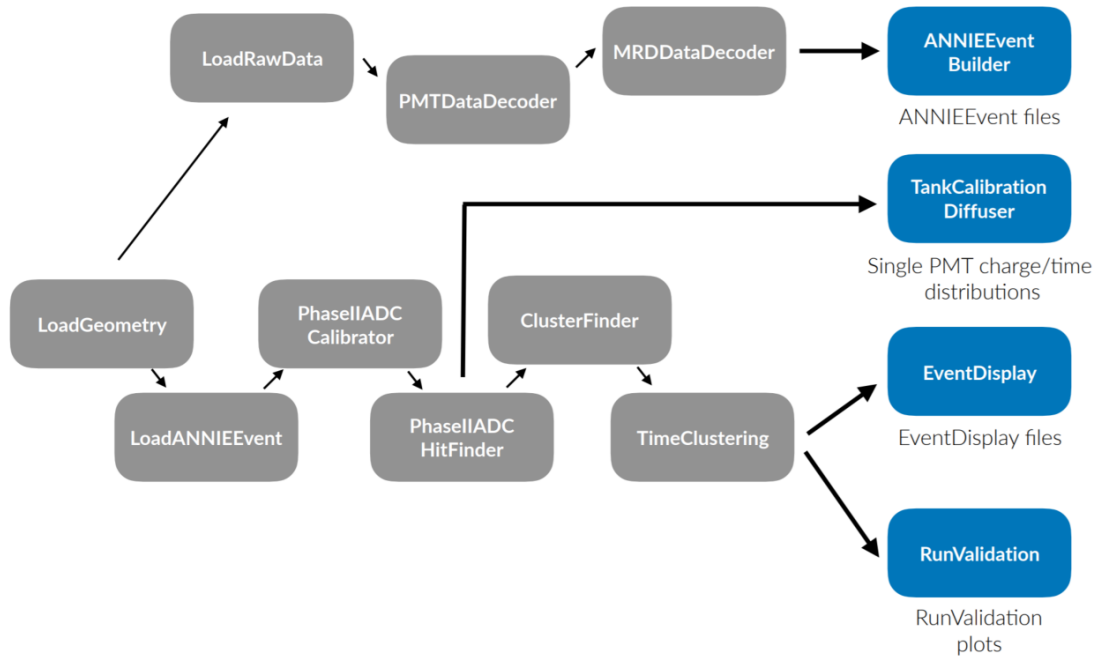 LoadRawData
PMTDataDecoder
MRDDataDecoder
ANNIEEvent
Builder
ANNIEEvent files
TankCalibration
Diffuser
Single PMT charge/time
distributions
LoadGeometry
PhaseIIADC
Calibrator
ClusterFinder
LoadANNIEEvent
PhaseIIADC
HitFinder
TimeClustering
EventDisplay
EventDisplay files
RunValidation
RunValidation
plots